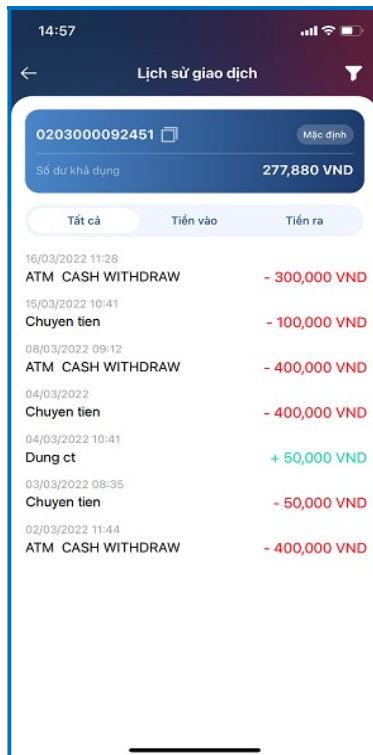 14:57
Lịch sử giao dịch
0203000092451 Mặc định
Số dư khả dụng 277,880 VND
Tất cả Tiền vào Tiền ra
16/03/2022 11:28
ATM CASH WITHDRAW - 300,000 VND
15/03/2022 10:41
Chuyen tien - 100,000 VND
08/03/2022 09:12
ATM CASH WITHDRAW - 400,000 VND
04/03/2022
Chuyen tien - 400,000 VND
04/03/2022 10:41
Dung ct + 50,000 VND
03/03/2022 08:35
Chuyen tien - 50,000 VND
02/03/2022 11:44
ATM CASH WITHDRAW - 400,000 VND